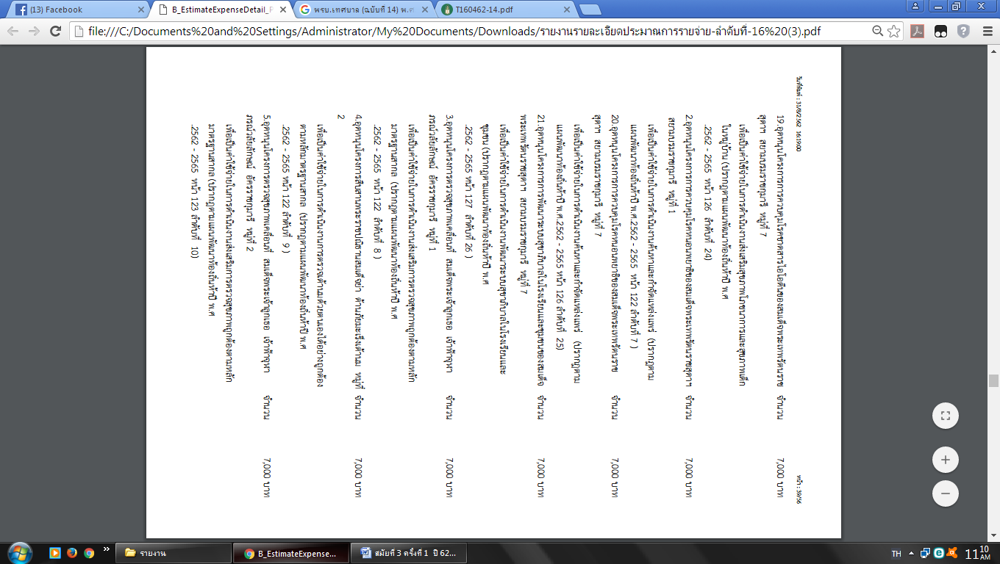 (13) Facebook
B_EstimateExpenseDetail_F
พรบ.เทศบาล (ฉบับที่ 14) พ.ศ
T160462-14.pdf
file:///C:/Documents%20and%20Settings/Administrator/My%20Documents/Downloads/รายงานรายละเอียดประมาณการรายจ่าย-ลำดับที่-16%20(3).pdf
วันที่พิมพ์ : 31/8/2562 16:19:00
หน้า : 39/56
19.อุดหนุนโครงการการควบคุมโรคขาดสารไอโอดีนของสมเด็จพระเทพรัตนราช จำนวน 7,000 บาท
สุดาฯ สยามบรมราชกุมารี หมู่ที่ 7
เพื่อเป็นค่าใช้จ่ายในการดำเนินงานส่งเสริมสุขภาพโภชนาการและสุขภาพเด็ก
ในหมู่บ้าน (ปรากฏตามแผนพัฒนาท้องถิ่นห้าปี พ.ศ
.2562 - 2565 หน้า 126 ลำดับที่ 24)
2.อุดหนุนโครงการการควบคุมโรคหนอนพยาธิของสมเด็จพระเทพรัตนราชสุดาฯ จำนวน 7,000 บาท
สยามบรมราชกุมารี หมู่ที่ 1
เพื่อเป็นค่าใช้จ่ายในการดำเนินงานค้นหาและกำจัดแหล่งแพร่ (ปรากฏตาม
แผนพัฒนาท้องถิ่นห้าปี พ.ศ.2562 - 2565 หน้า 122 ลำดับที่ 7 )
20.อุดหนุนโครงการการควบคุมโรคหนอนพยาธิของสมเด็จพระเทพรัตนราช จำนวน 7,000 บาท
สุดาฯ สยามบรมราชกุมารี หมู่ที่ 7
เพื่อเป็นค่าใช้จ่ายในการดำเนินงานค้นหาและกำจัดแหล่งแพร่ (ปรากฏตาม
แผนพัฒนาท้องถิ่นห้าปี พ.ศ.2562 - 2565 หน้า 126 ลำดับที่ 25)
21.อุดหนุนโครงการการพัฒนาระบบสุขาภิบาลในโรงเรียนและชุมชนของสมเด็จ จำนวน 7,000 บาท
พระเทพรัตนราชสุดาฯ สยามบรมราชกุมารี หมู่ที่ 7
เพื่อเป็นค่าใช้จ่ายในการดำเนินงานพัฒนาระบบสุขาภิบาลในโรงเรียนและ
ชุมชน (ปรากฏตามแผนพัฒนาท้องถิ่นห้าปี พ.ศ
.2562 - 2565 หน้า 127 ลำดับที่ 26 )
3.อุดหนุนโครงการตรวจสุขภาพเคลื่อนที่ สมเด็จพระเจ้าลูกเธอ เจ้าฟ้าจุฬา จำนวน 7,000 บาท
ภรณ์วลัยลักษณ์ อัครราชกุมารี หมู่ที่ 1
เพื่อเป็นค่าใช้จ่ายในการดำเนินงานส่งเสริมการตรวจสุขภาพถูกต้องตามหลัก
มาตรฐานสากล (ปรากฏตามแผนพัฒนาท้องถิ่นห้าปี พ.ศ
.2562 - 2565 หน้า 122 ลำดับที่ 8 )
4.อุดหนุนโครงการสืบสานพระราชปณิธานสมเด็จย่า ต้านภัยมะเร็งเต้านม หมู่ที่ จำนวน 7,000 บาท
2
เพื่อเป็นค่าใช้จ่ายในการดำเนินงานการตรวจเต้านมด้วยตนเองได้อย่างถูกต้อง
ตามหลักมาตรฐานสากล (ปรากฏตามแผนพัฒนาท้องถิ่นห้าปี พ.ศ
.2562 - 2565 หน้า 122 ลำดับที่ 9 )
5.อุดหนุนโครงการตรวจสุขภาพเคลื่อนที่ สมเด็จพระเจ้าลูกเธอ เจ้าฟ้าจุฬา จำนวน 7,000 บาท
ภรณ์วลัยลักษณ์ อัครราชกุมารี หมู่ที่ 2
เพื่อเป็นค่าใช้จ่ายในการดำเนินงานส่งเสริมการตรวจสุขภาพถูกต้องตามหลัก
มาตรฐานสากล (ปรากฏตามแผนพัฒนาท้องถิ่นห้าปี พ.ศ
.2562 - 2565 หน้า 123 ลำดับที่ 10)
รายงาน
B_EstimateExpense...
สมัยที่ 3 ครั้งที่ 1 ปี 62...
TH
11 10 AM